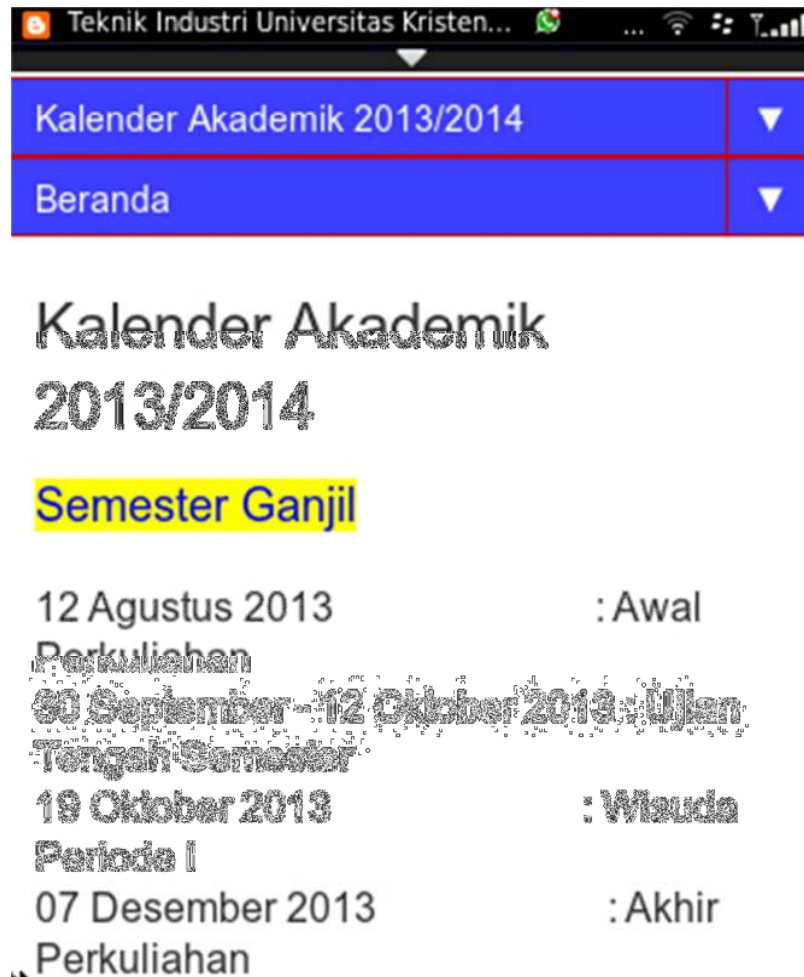 Teknik Industri Universitas Kristen... ...
Kalender Akademik 2013/2014
Beranda
Kalender Akademik
2013/2014
Semester Ganjil
12 Agustus 2013 : Awal
Perkuliahan
30 September - 12 Oktober 2013 : Ujian
Tengah Semester
19 Oktober 2013 : Wisuda
Periode I
07 Desember 2013 : Akhir
Perkuliahan